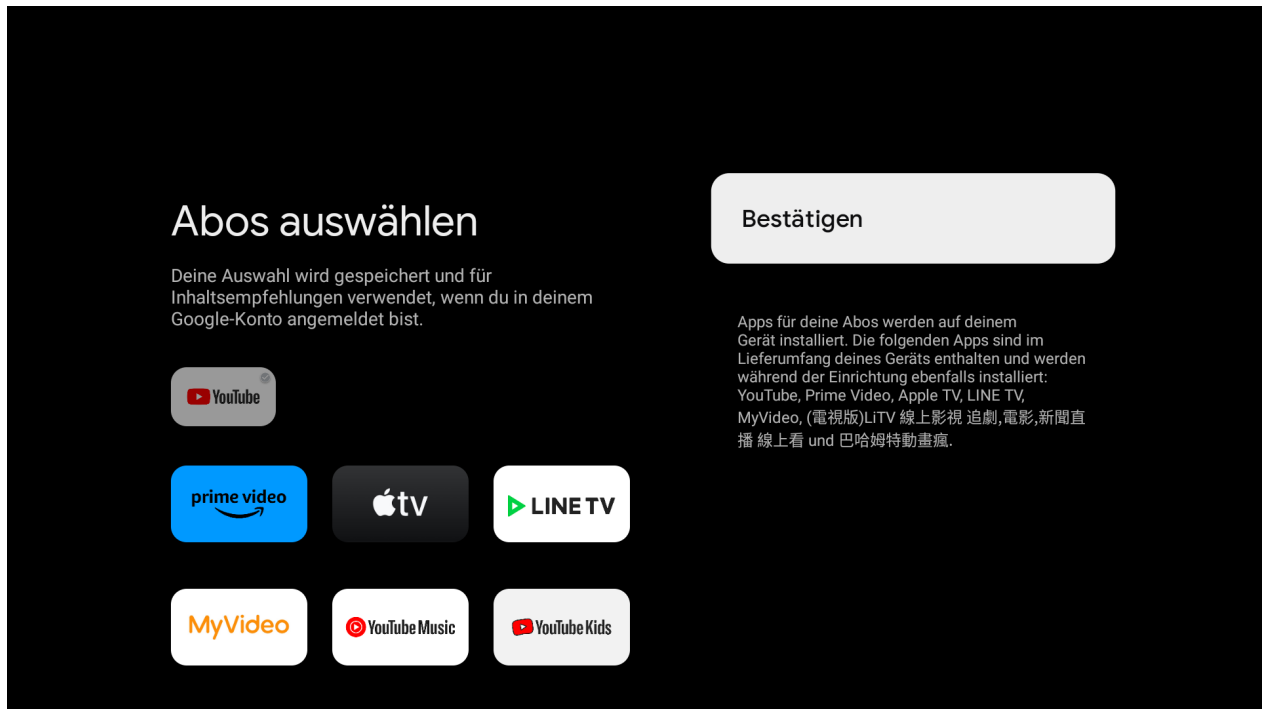 Abos auswählen
Deine Auswahl wird gespeichert und für
Inhaltsempfehlungen verwendet, wenn du in deinem
Google-Konto angemeldet bist.
YouTube
prime video
tv
LINE TV
MyVideo
YouTube Music
YouTube Kids
Bestätigen
Apps für deine Abos werden auf deinem
Gerät installiert. Die folgenden Apps sind im
Lieferumfang deines Geräts enthalten und werden
während der Einrichtung ebenfalls installiert:
YouTube, Prime Video, Apple TV, LINE TV,
MyVideo, (電視版)LiTV 線上影視 追劇,電影,新聞直
播 線上看 und 巴哈姆特動畫瘋.